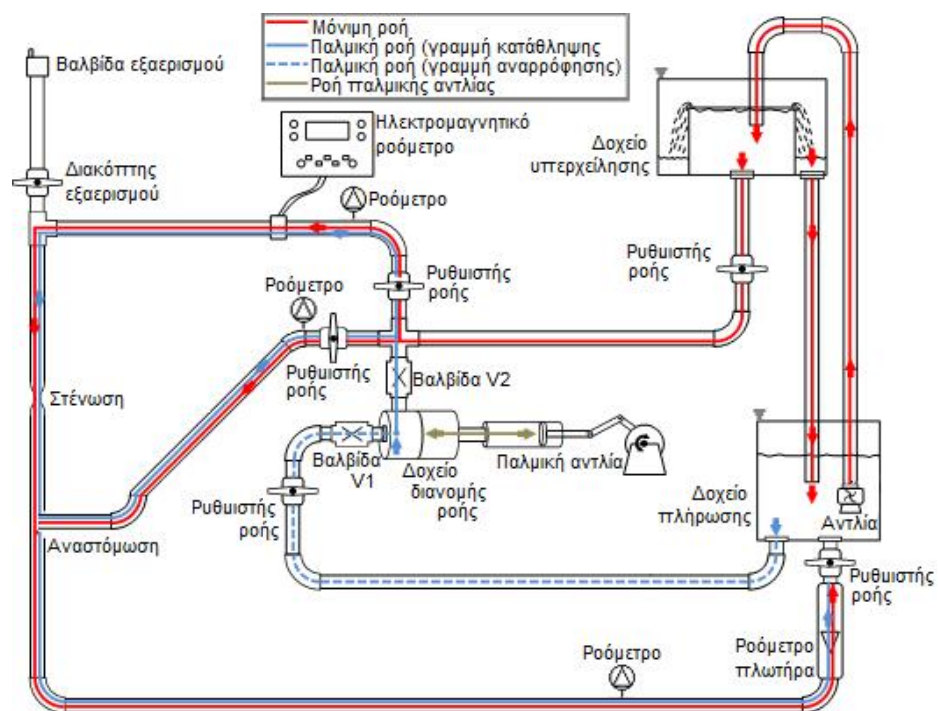 Μόνιμη ροή
Παλμική ροή (γραμμή κατάθληψης
Παλμική ροή (γραμμή αναρρόφησης)
Ροή παλμικής αντλίας
Βαλβίδα εξαερισμού
Ηλεκτρομαγνητικό
ροόμετρο
Δοχείο
υπερχείλησης
Διακόπτης
εξαερισμού
Ροόμετρο
Ρυθμιστής
ροής
Ρυθμιστής
ροής
Ροόμετρο
Ρυθμιστής
ροής
Βαλβίδα V2
Στένωση
Βαλβίδα
V1
Δοχείο
διανομής
ροής
Παλμική αντλία
Ρυθμιστής
ροής
Δοχείο
πλήρωσης
Αντλία
Αναστόμωση
Ρυθμιστής
ροής
Ροόμετρο
πλωτήρα
Ροόμετρο